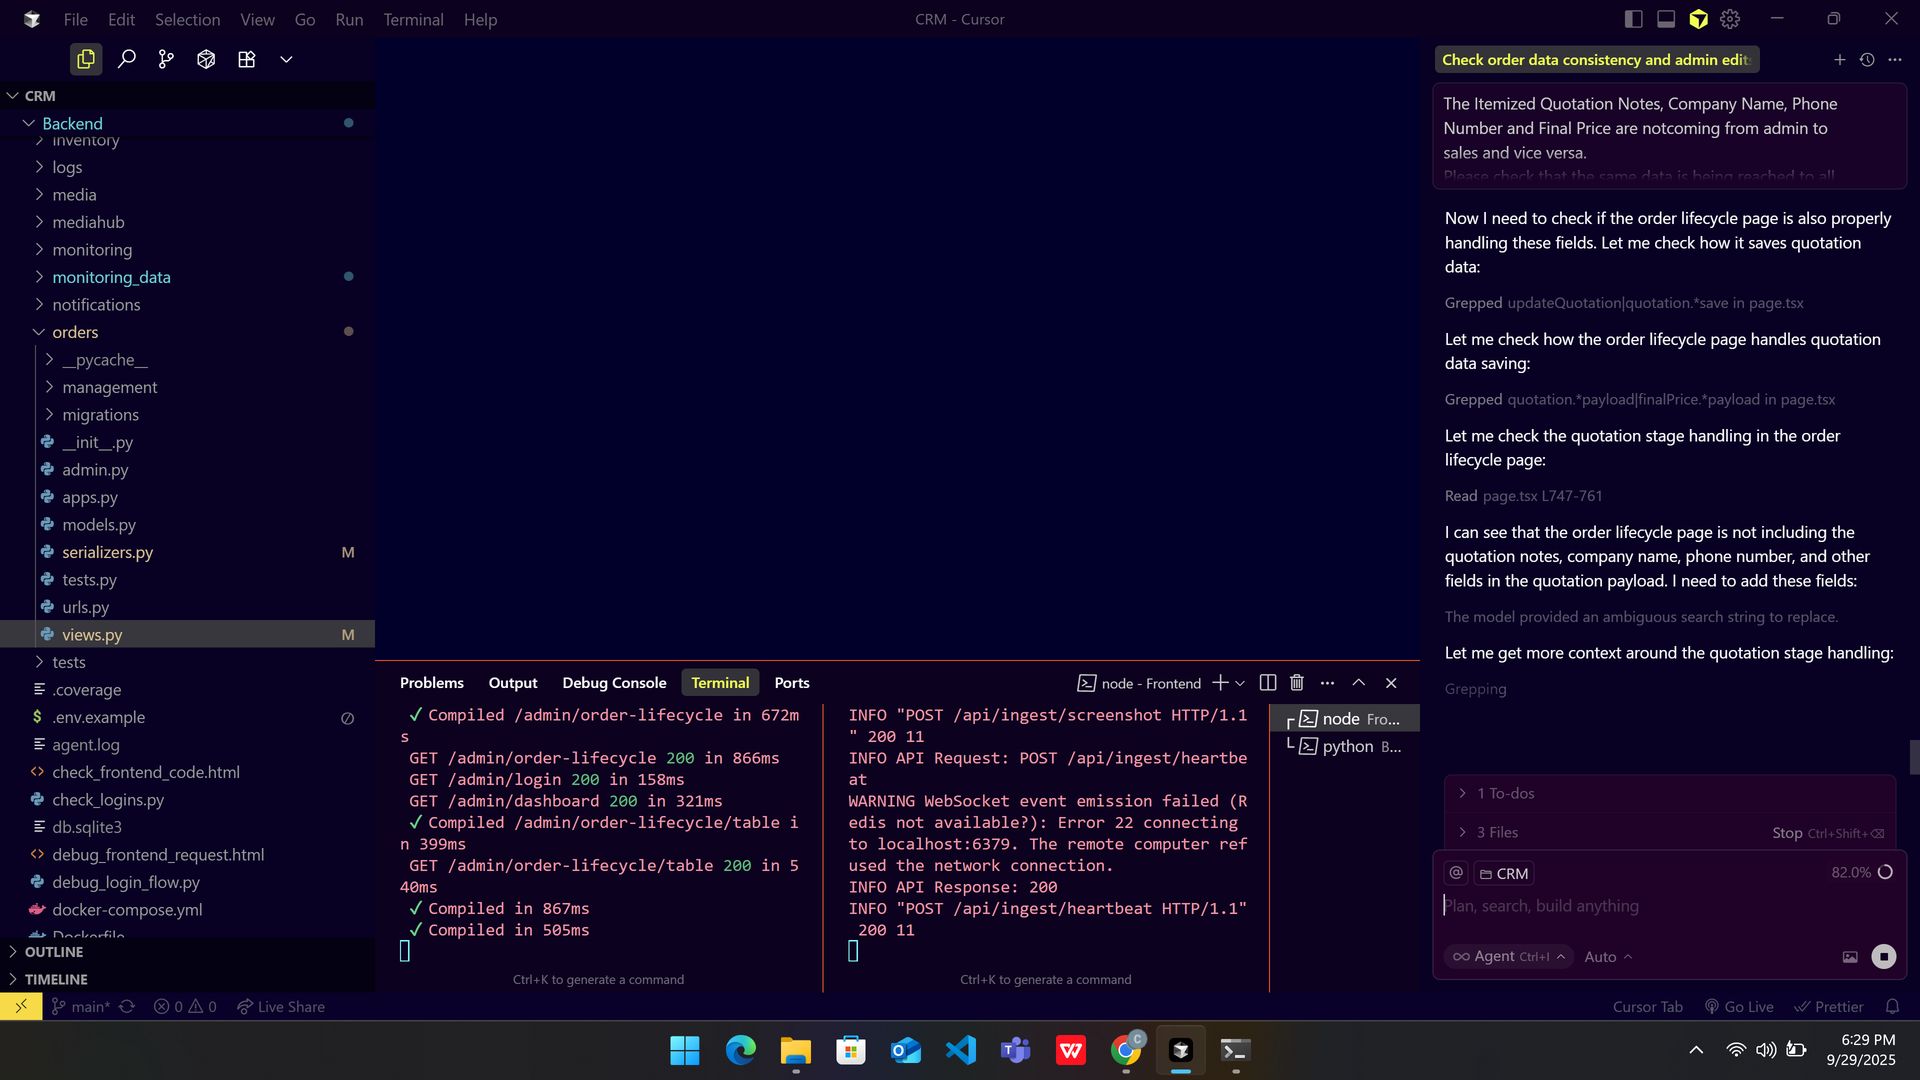 File Edit Selection View Go Run Terminal Help
CRM - Cursor
CRM
Backend
inventory
logs
media
mediahub
monitoring
monitoring_data
notifications
orders
__pycache__
management
migrations
__init__.py
admin.py
apps.py
models.py
serializers.py M
tests.py
urls.py
views.py M
tests
.coverage
.env.example
agent.log
check_frontend_code.html
check_logins.py
db.sqlite3
debug_frontend_request.html
debug_login_flow.py
docker-compose.yml
Dockerfile
OUTLINE
TIMELINE
Problems Output Debug Console Terminal Ports
node - Frontend
✓ Compiled /admin/order-lifecycle in 672m
s
GET /admin/order-lifecycle 200 in 866ms
GET /admin/login 200 in 158ms
GET /admin/dashboard 200 in 321ms
✓ Compiled /admin/order-lifecycle/table i
n 399ms
GET /admin/order-lifecycle/table 200 in 5
40ms
✓ Compiled in 867ms
✓ Compiled in 505ms
Ctrl+K to generate a command
INFO "POST /api/ingest/screenshot HTTP/1.1
" 200 11
INFO API Request: POST /api/ingest/heartbe
at
WARNING WebSocket event emission failed (R
edis not available?): Error 22 connecting
to localhost:6379. The remote computer ref
used the network connection.
INFO API Response: 200
INFO "POST /api/ingest/heartbeat HTTP/1.1"
200 11
Ctrl+K to generate a command
node Fro...
python B...
Check order data consistency and admin edit
The Itemized Quotation Notes, Company Name, Phone
Number and Final Price are notcoming from admin to
sales and vice versa.
Please check that the same data is being reached to all
Now I need to check if the order lifecycle page is also properly
handling these fields. Let me check how it saves quotation
data:
Grepped updateQuotation|quotation.*save in page.tsx
Let me check how the order lifecycle page handles quotation
data saving:
Grepped quotation.*payload|finalPrice.*payload in page.tsx
Let me check the quotation stage handling in the order
lifecycle page:
Read page.tsx L747-761
I can see that the order lifecycle page is not including the
quotation notes, company name, phone number, and other
fields in the quotation payload. I need to add these fields:
The model provided an ambiguous search string to replace.
Let me get more context around the quotation stage handling:
Grepping
1 To-dos
3 Files
Stop Ctrl+Shift+⌫
@ CRM
82.0%
Plan, search, build anything
Agent Ctrl+I
Auto
main* 0 0 Live Share
Cursor Tab Go Live Prettier
6:29 PM
9/29/2025